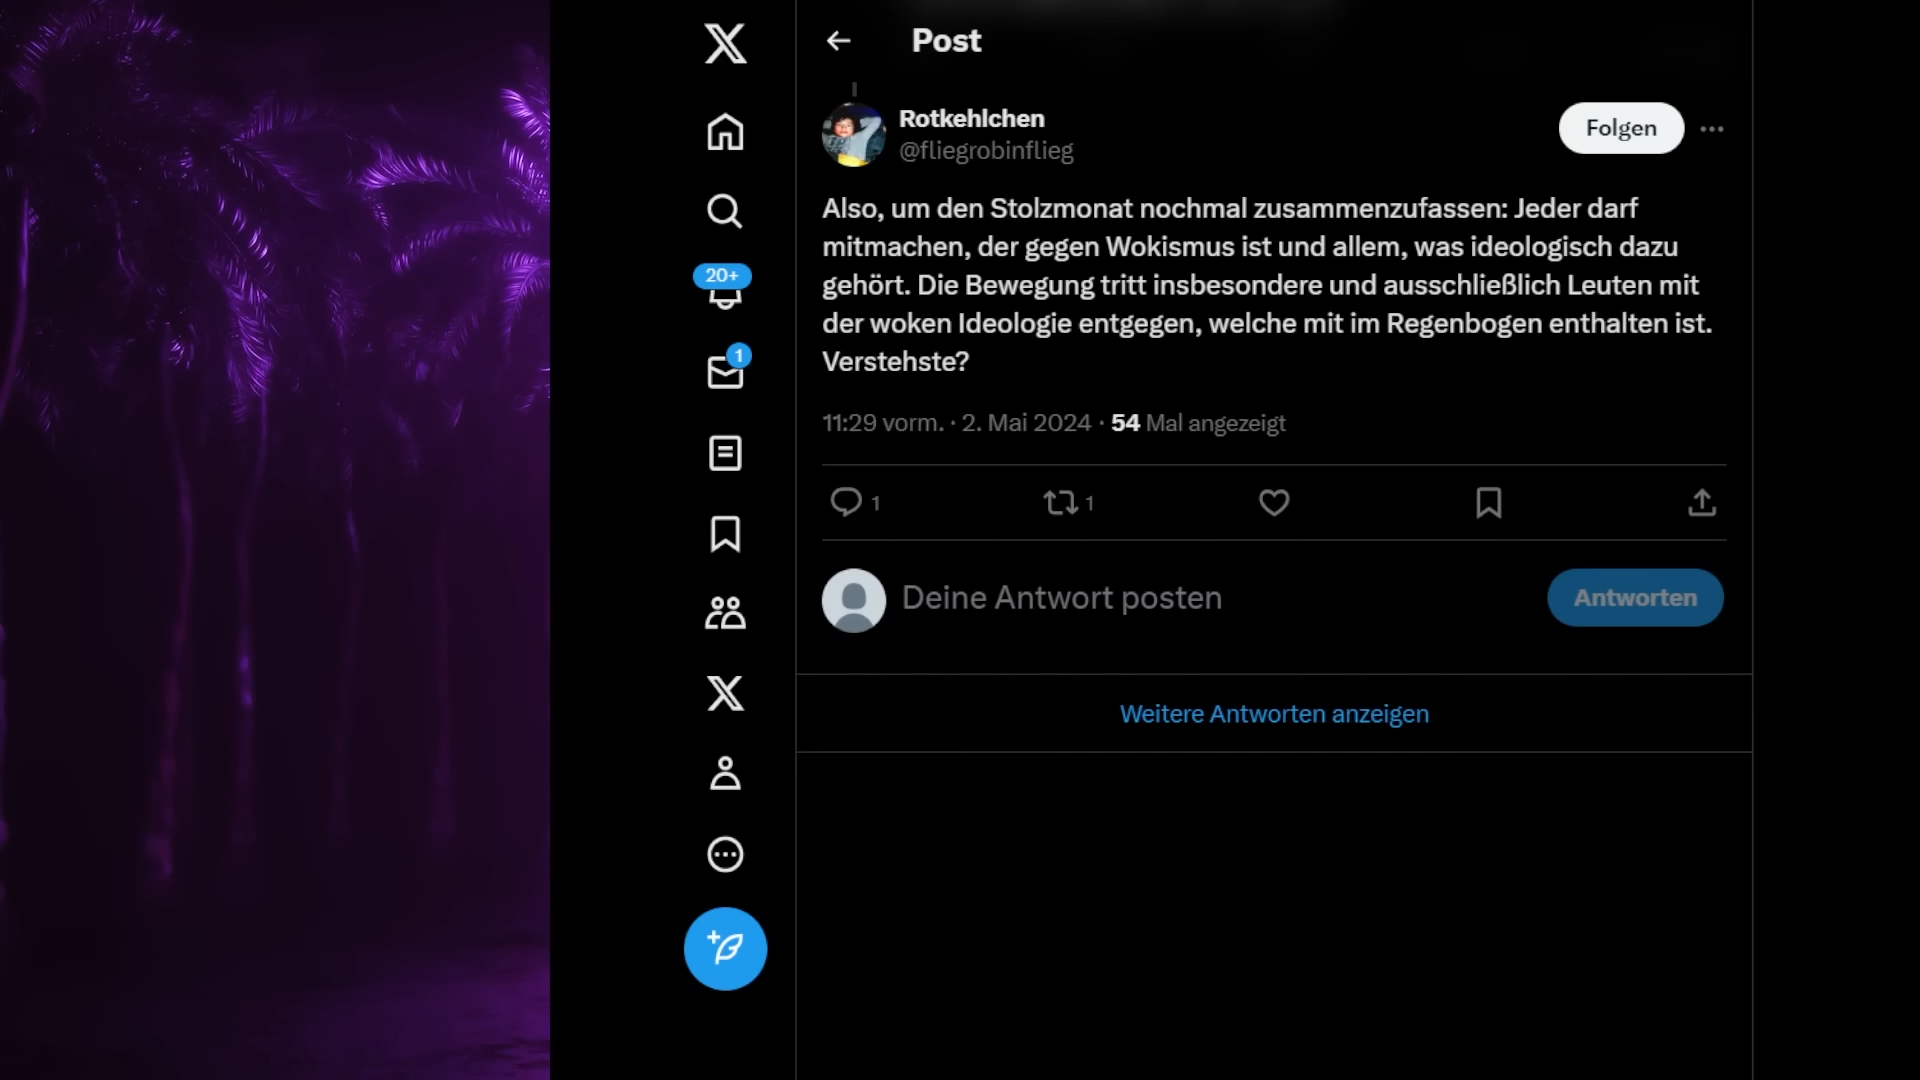 Post
Rotkehlchen
@fliegrobinflieg
Folgen
Also, um den Stolzmonat nochmal zusammenzufassen: Jeder darf
mitmachen, der gegen Wokismus ist und allem, was ideologisch dazu
gehört. Die Bewegung tritt insbesondere und ausschließlich Leuten mit
der woken Ideologie entgegen, welche mit im Regenbogen enthalten ist.
Verstehste?
11:29 vorm. · 2. Mai 2024 · 54 Mal angezeigt
1
1
Deine Antwort posten
Antworten
Weitere Antworten anzeigen
20+
1